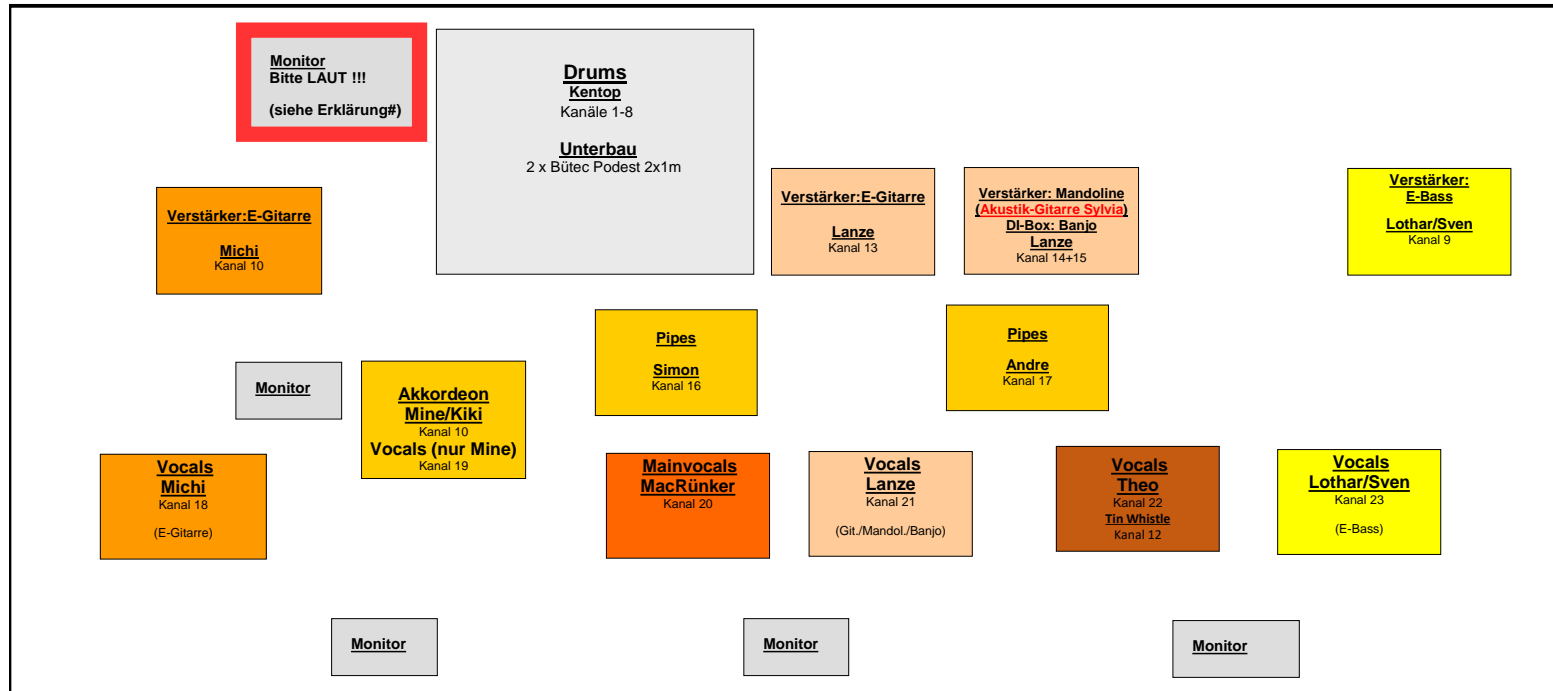 Monitor
Bitte LAUT !!!
(siehe Erklärung#)
Drums
Kentop
Kanäle 1-8
Unterbau
2 x Bütec Podest 2x1m
Verstärker:E-Gitarre
Michi
Kanal 10
Verstärker:E-Gitarre
Lanze
Kanal 13
Verstärker: Mandoline
(Akustik-Gitarre Sylvia)
DI-Box: Banjo
Lanze
Kanal 14+15
Verstärker:
E-Bass
Lothar/Sven
Kanal 9
Pipes
Simon
Kanal 16
Pipes
Andre
Kanal 17
Monitor
Akkordeon
Mine/Kiki
Kanal 10
Vocals (nur Mine)
Kanal 19
Vocals
Michi
Kanal 18
(E-Gitarre)
Mainvocals
MacRünker
Kanal 20
Vocals
Lanze
Kanal 21
(Git./Mandol./Banjo)
Vocals
Theo
Kanal 22
Tin Whistle
Kanal 12
Vocals
Lothar/Sven
Kanal 23
(E-Bass)
Monitor
Monitor
Monitor